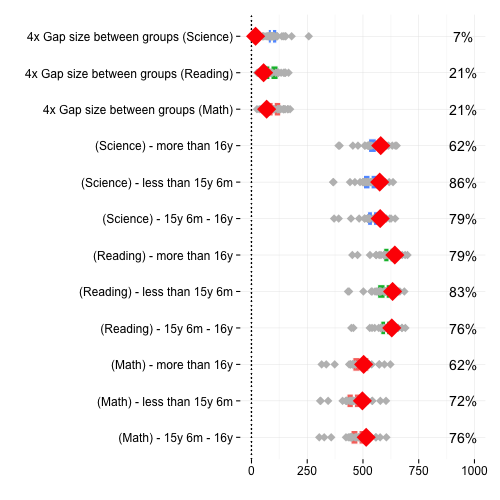 4x Gap size between groups (Science) 7%
4x Gap size between groups (Reading) 21%
4x Gap size between groups (Math) 21%
(Science) - more than 16y 62%
(Science) - less than 15y 6m 86%
(Science) - 15y 6m - 16y 79%
(Reading) - more than 16y 79%
(Reading) - less than 15y 6m 83%
(Reading) - 15y 6m - 16y 76%
(Math) - more than 16y 62%
(Math) - less than 15y 6m 72%
(Math) - 15y 6m - 16y 76%
0 250 500 750 1000